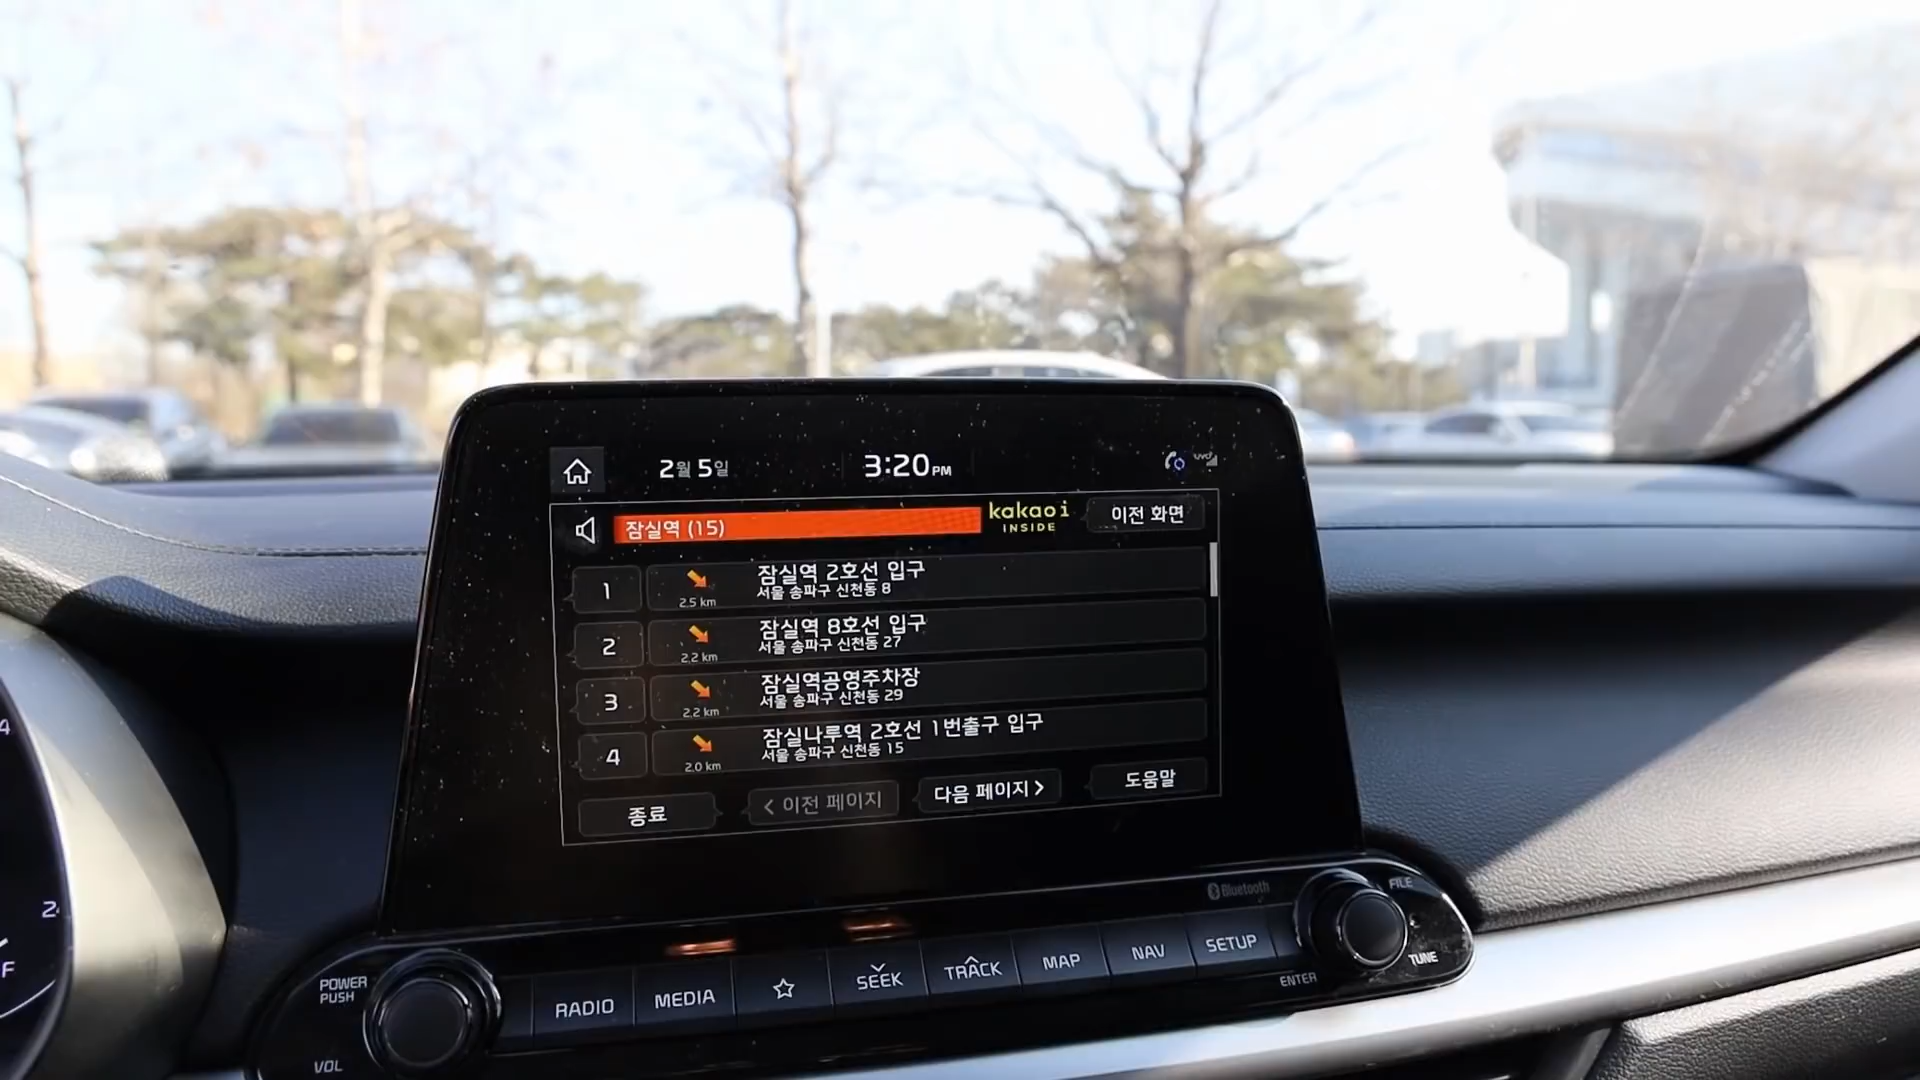 2월 5일
3:20 PM
잠실역 (15)
kakao i
INSIDE
이전 화면
1
2.5 km
잠실역 2호선 입구
서울 송파구 신천동 8
2
2.2 km
잠실역 8호선 입구
서울 송파구 신천동 27
3
2.2 km
잠실역공영주차장
서울 송파구 신천동 29
4
2.0 km
잠실나루역 2호선 1번출구 입구
서울 송파구 신천동 15
종료
< 이전 페이지
다음 페이지 >
도움말
Bluetooth
POWER
PUSH
VOL
RADIO
MEDIA
SEEK
TRACK
MAP
NAV
SETUP
FILE
TUNE
ENTER
4
F